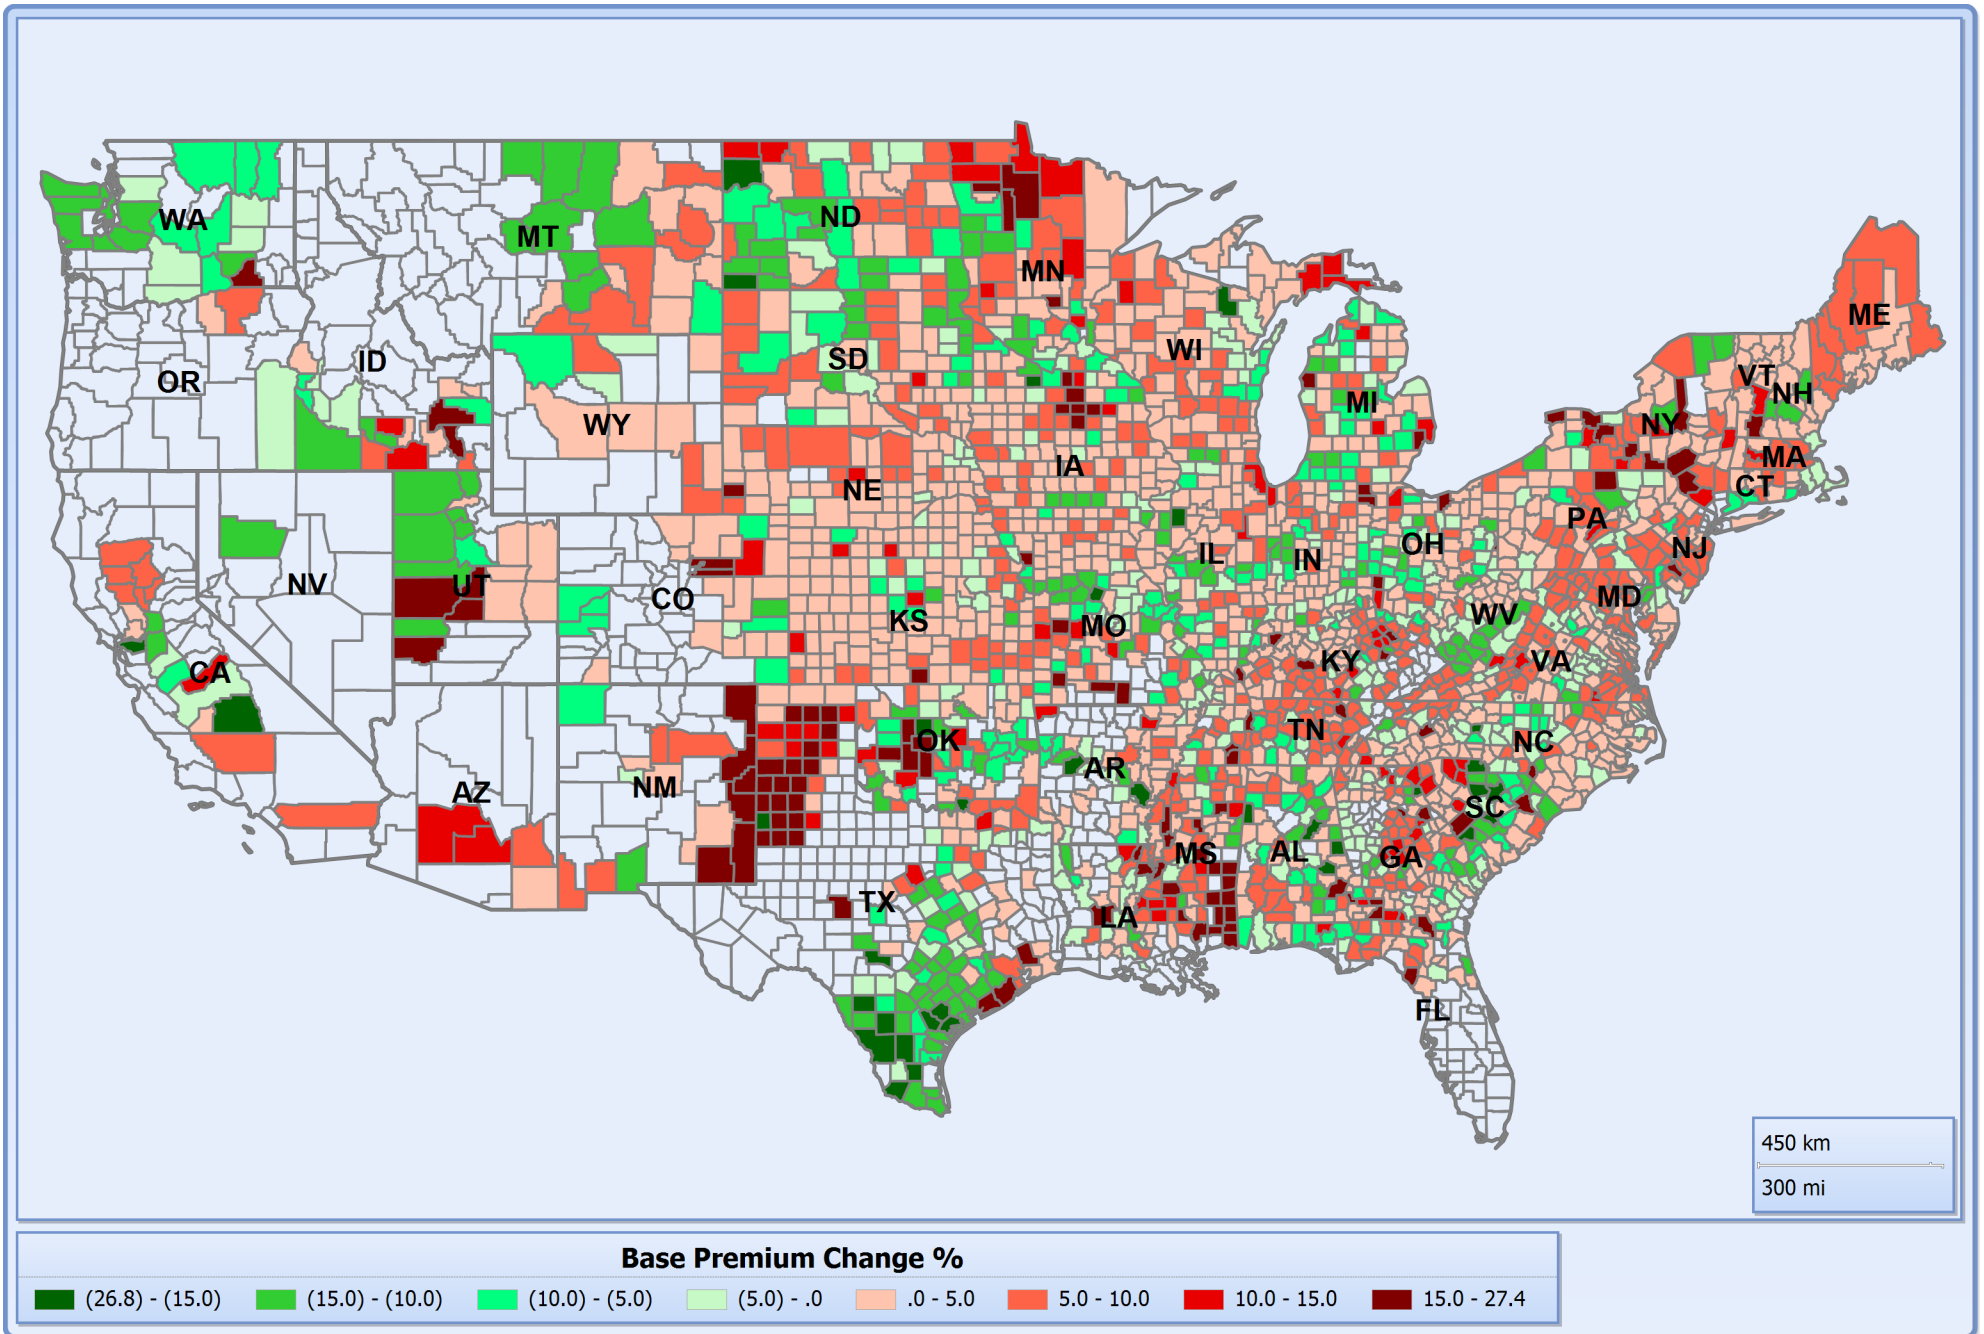 WA
MT
ND
MN
ME
OR
ID
SD
WI
VT
NH
MI
WY
NY
IA
MA
NE
CT
PA
NV
UT
CO
IL
IN
OH
NJ
KS
MO
MD
WV
CA
KY
VA
TN
OK
NC
AZ
NM
AR
SC
MS
AL
GA
TX
LA
FL
450 km
300 mi
Base Premium Change %
(26.8) - (15.0) (15.0) - (10.0) (10.0) - (5.0) (5.0) - .0 .0 - 5.0 5.0 - 10.0 10.0 - 15.0 15.0 - 27.4